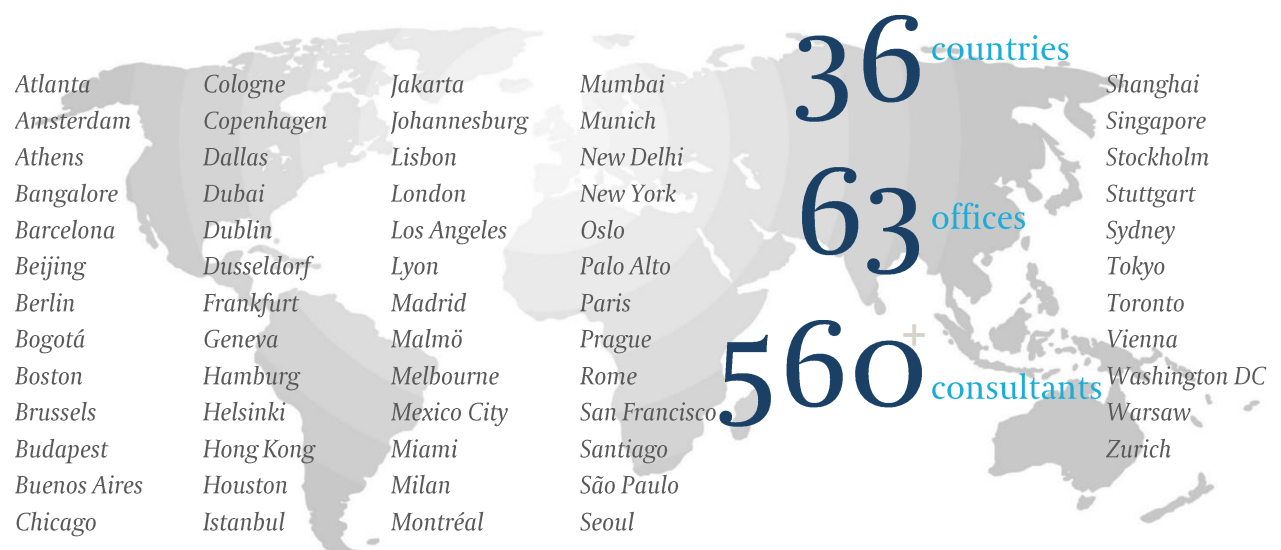 Atlanta
Amsterdam
Athens
Bangalore
Barcelona
Beijing
Berlin
Bogotá
Boston
Brussels
Budapest
Buenos Aires
Chicago
Cologne
Copenhagen
Dallas
Dubai
Dublin
Dusseldorf
Frankfurt
Geneva
Hamburg
Helsinki
Hong Kong
Houston
Istanbul
Jakarta
Johannesburg
Lisbon
London
Los Angeles
Lyon
Madrid
Malmö
Melbourne
Mexico City
Miami
Milan
Montréal
Mumbai
Munich
New Delhi
New York
Oslo
Palo Alto
Paris
Prague
Rome
San Francisco
Santiago
São Paulo
Seoul
36 countries
63 offices
560+ consultants
Shanghai
Singapore
Stockholm
Stuttgart
Sydney
Tokyo
Toronto
Vienna
Washington DC
Warsaw
Zurich